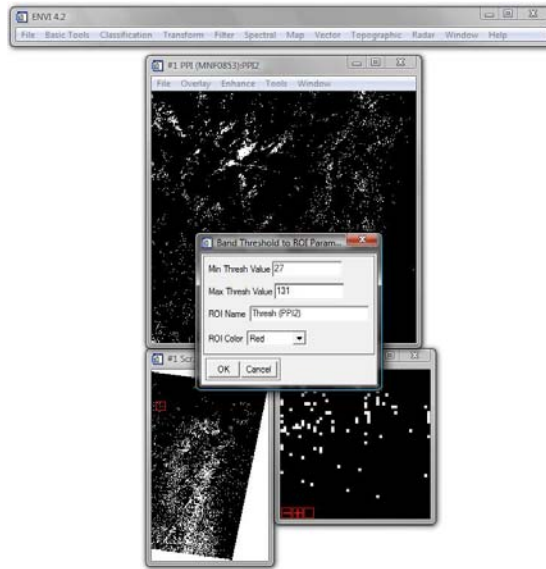 ENVI 4.2
File Basic Tools Classification Transform Filter Spectral Map Vector Topographic Radar Window Help
#1 PPI (MNF0853):PPI2
File Overlay Enhance Tools Window
Band Threshold to ROI Param...
Min Thresh Value 27
Max Thresh Value 131
ROI Name Thresh (PPI2)
ROI Color Red
OK Cancel
#1